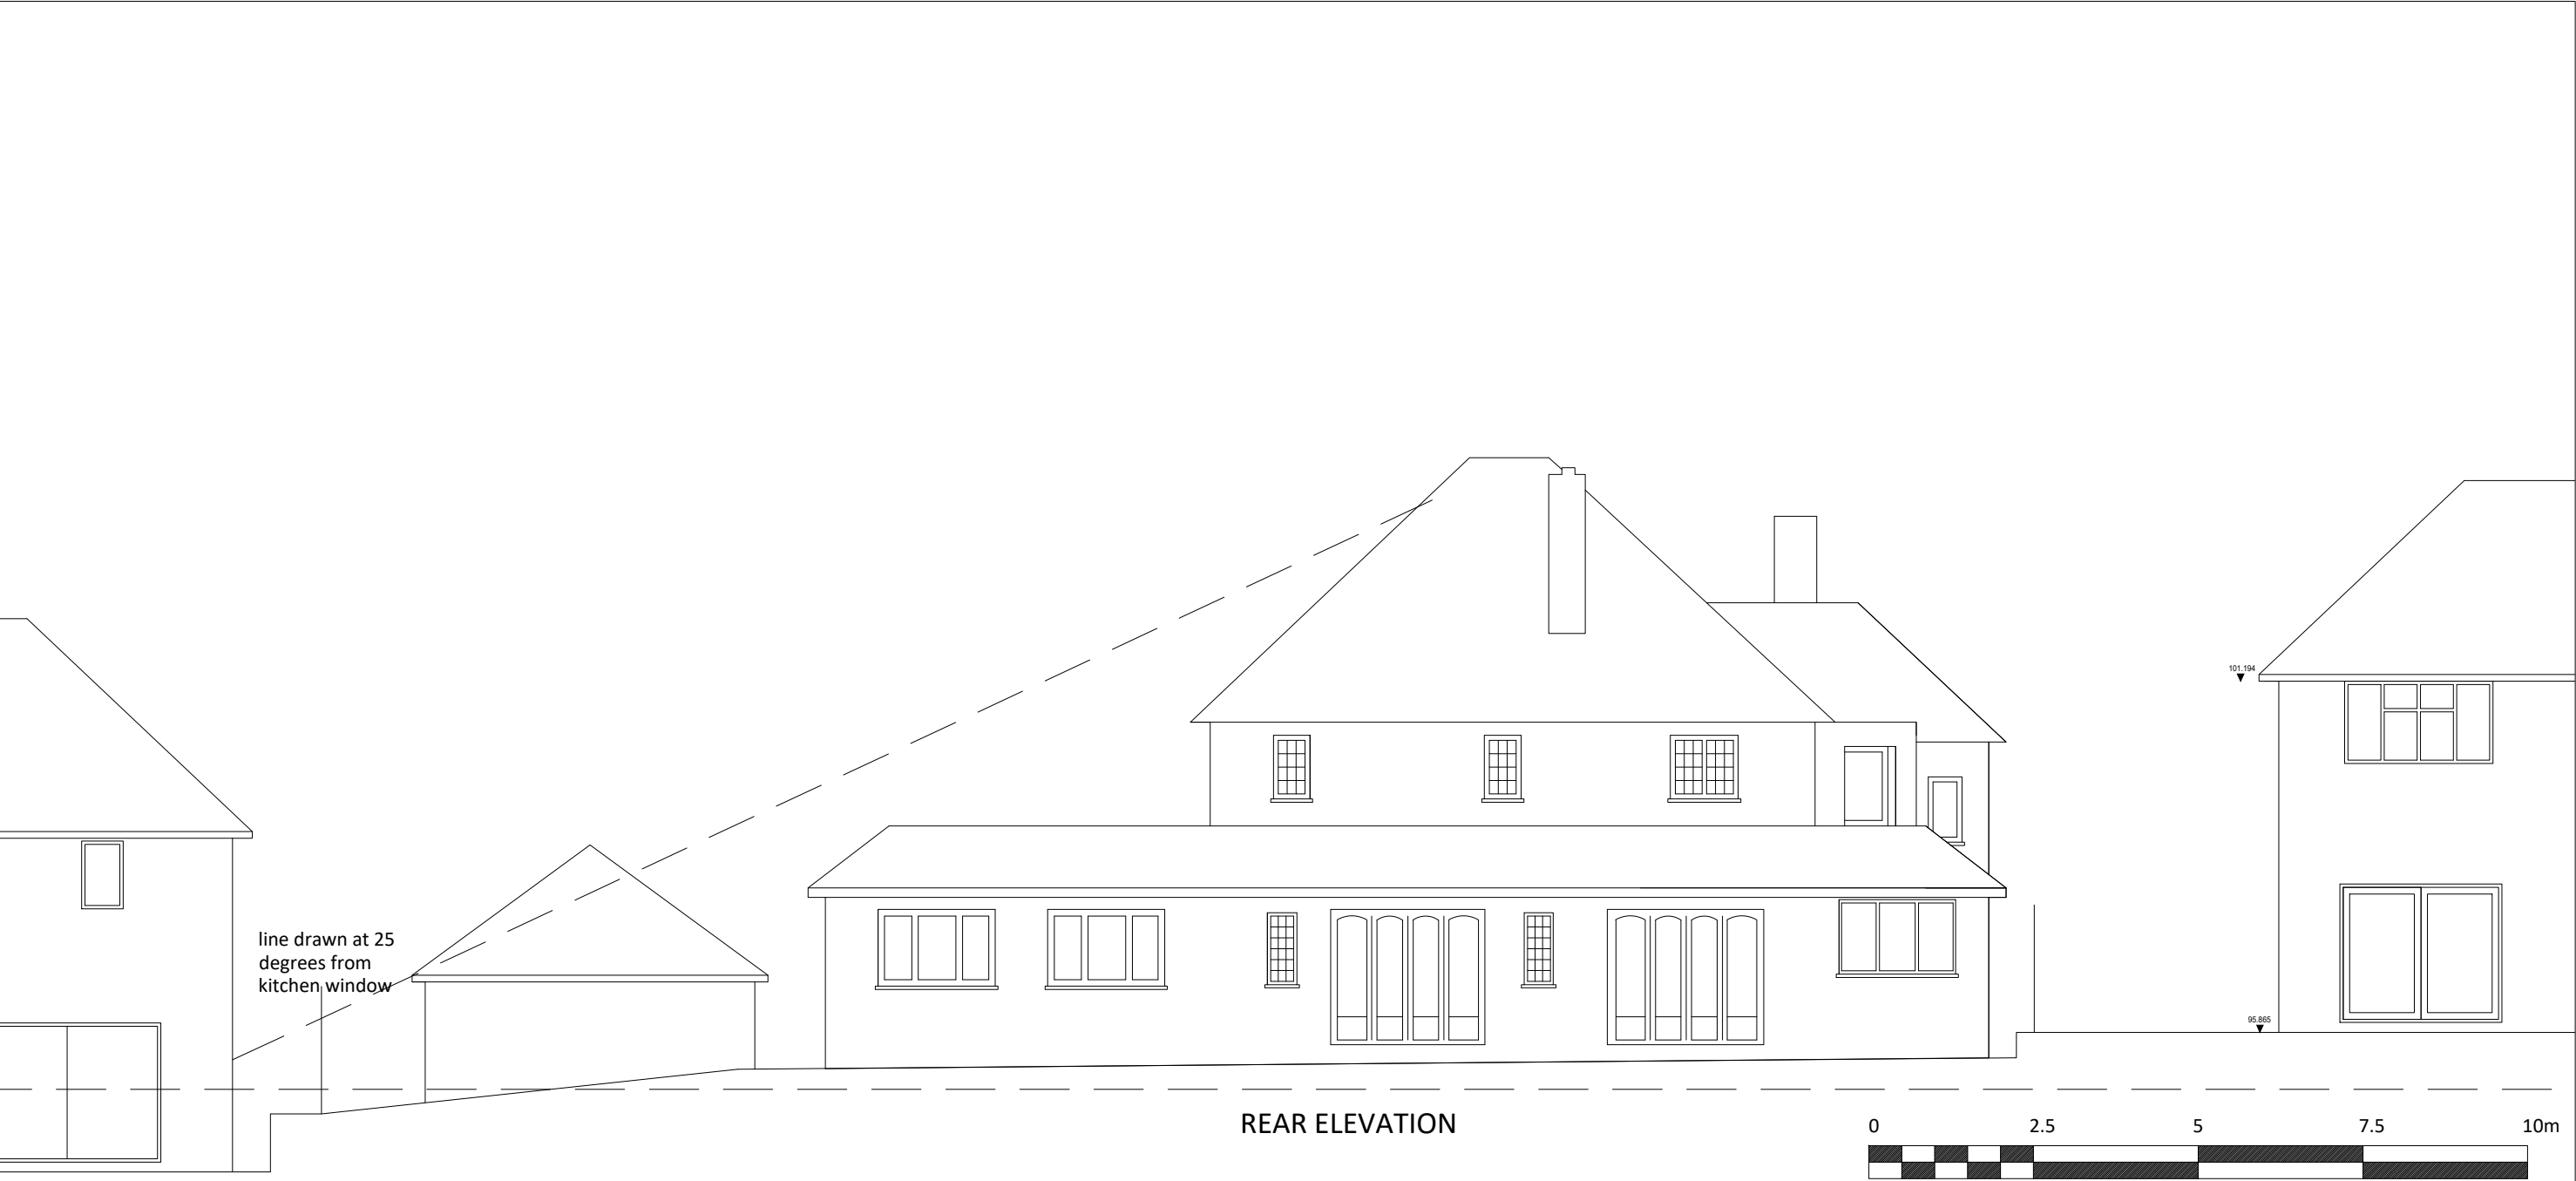 101.194
line drawn at 25
degrees from
kitchen window
95.865
REAR ELEVATION
0 2.5 5 7.5 10m